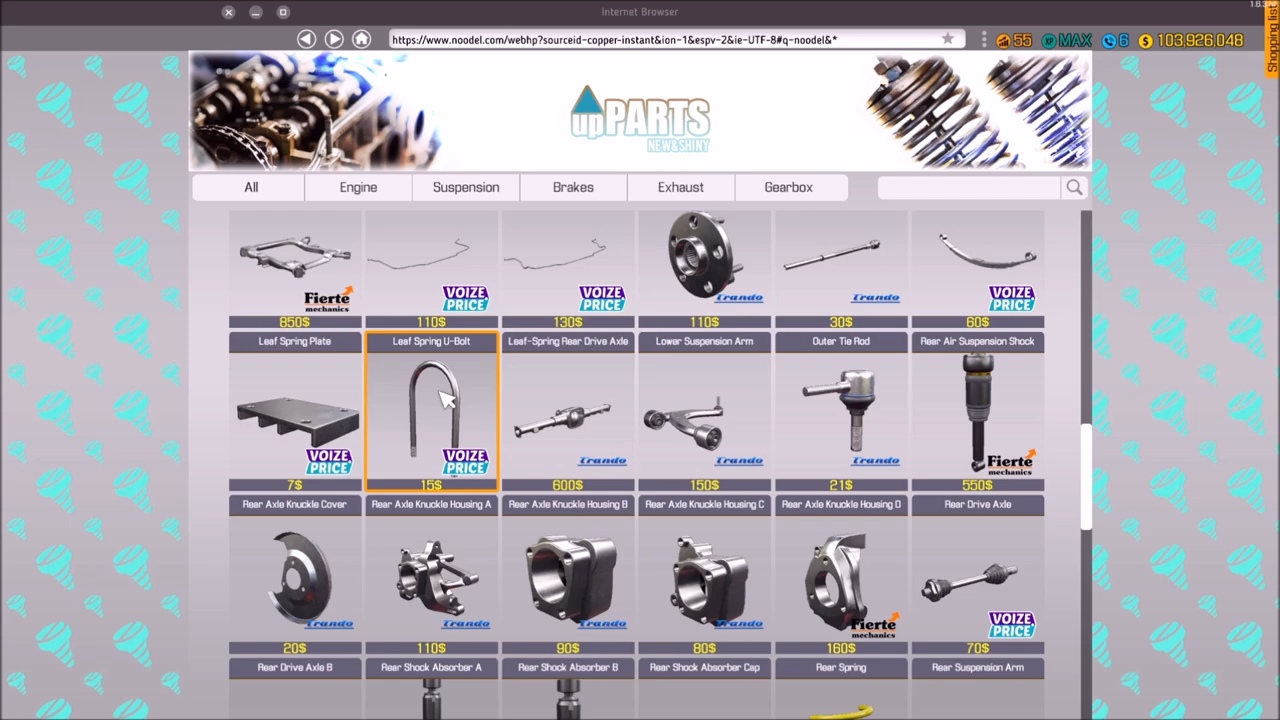 Internet Browser
1.6.3
Shopping list
https://www.noodel.com/webhp?sourceid-copper-instant&ion-1&espv-2&ie-UTF-8#q-noodel&*
55
XP MAX
6
$ 103,926,048
upPARTS
NEW&SHINY
All
Engine
Suspension
Brakes
Exhaust
Gearbox
Fierte mechanics
VOIZE PRICE
VOIZE PRICE
Trando
Trando
VOIZE PRICE
850$
110$
130$
110$
30$
60$
Leaf Spring Plate
Leaf Spring U-Bolt
Leaf-Spring Rear Drive Axle
Lower Suspension Arm
Outer Tie Rod
Rear Air Suspension Shock
VOIZE PRICE
VOIZE PRICE
Trando
Trando
Trando
Fierte mechanics
7$
15$
600$
150$
21$
550$
Rear Axle Knuckle Cover
Rear Axle Knuckle Housing A
Rear Axle Knuckle Housing B
Rear Axle Knuckle Housing C
Rear Axle Knuckle Housing D
Rear Drive Axle
Trando
Trando
Trando
Trando
Fierte mechanics
VOIZE PRICE
20$
110$
90$
80$
160$
70$
Rear Drive Axle B
Rear Shock Absorber A
Rear Shock Absorber B
Rear Shock Absorber Cap
Rear Spring
Rear Suspension Arm